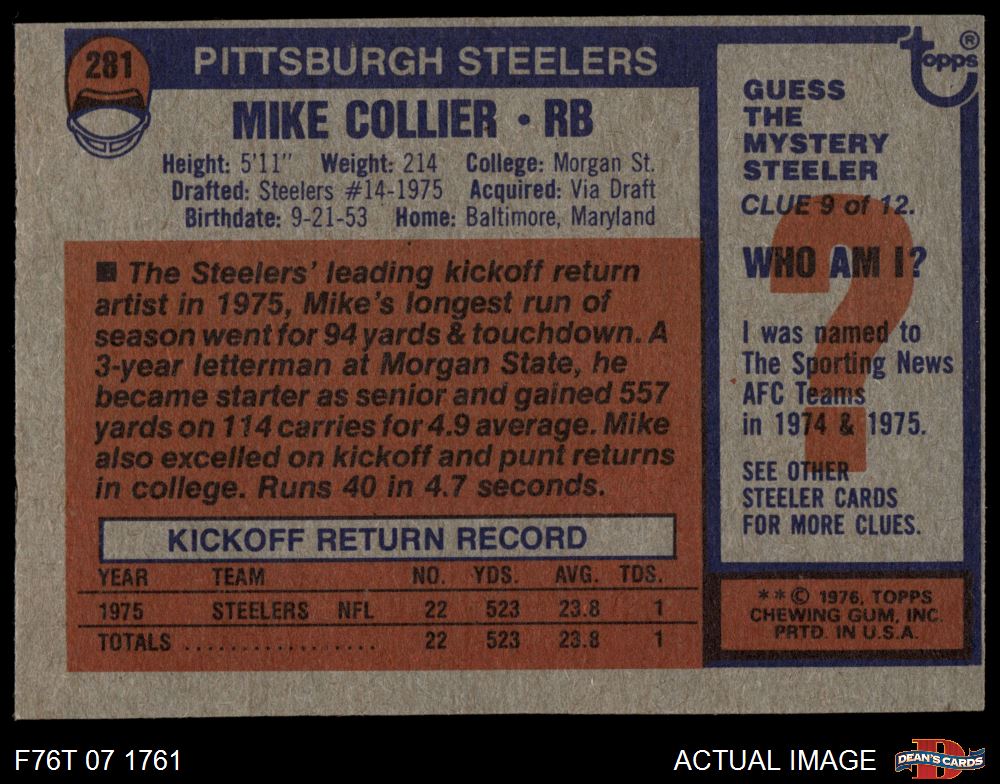 281
PITTSBURGH STEELERS
MIKE COLLIER • RB
Height: 5'11" Weight: 214 College: Morgan St.
Drafted: Steelers #14-1975 Acquired: Via Draft
Birthdate: 9-21-53 Home: Baltimore, Maryland
■ The Steelers' leading kickoff return
artist in 1975, Mike's longest run of
season went for 94 yards & touchdown. A
3-year letterman at Morgan State, he
became starter as senior and gained 557
yards on 114 carries for 4.9 average. Mike
also excelled on kickoff and punt returns
in college. Runs 40 in 4.7 seconds.
KICKOFF RETURN RECORD
YEAR TEAM NO. YDS. AVG. TDS.
1975 STEELERS NFL 22 523 23.8 1
TOTALS .................. 22 523 23.8 1
topps®
GUESS
THE
MYSTERY
STEELER
CLUE 9 of 12.
WHO AM I?
?
I was named to
The Sporting News
AFC Teams
in 1974 & 1975.
SEE OTHER
STEELER CARDS
FOR MORE CLUES.
**© 1976, TOPPS
CHEWING GUM, INC.
PRTD. IN U.S.A.
F76T 07 1761
ACTUAL IMAGE
DEAN'S CARDS